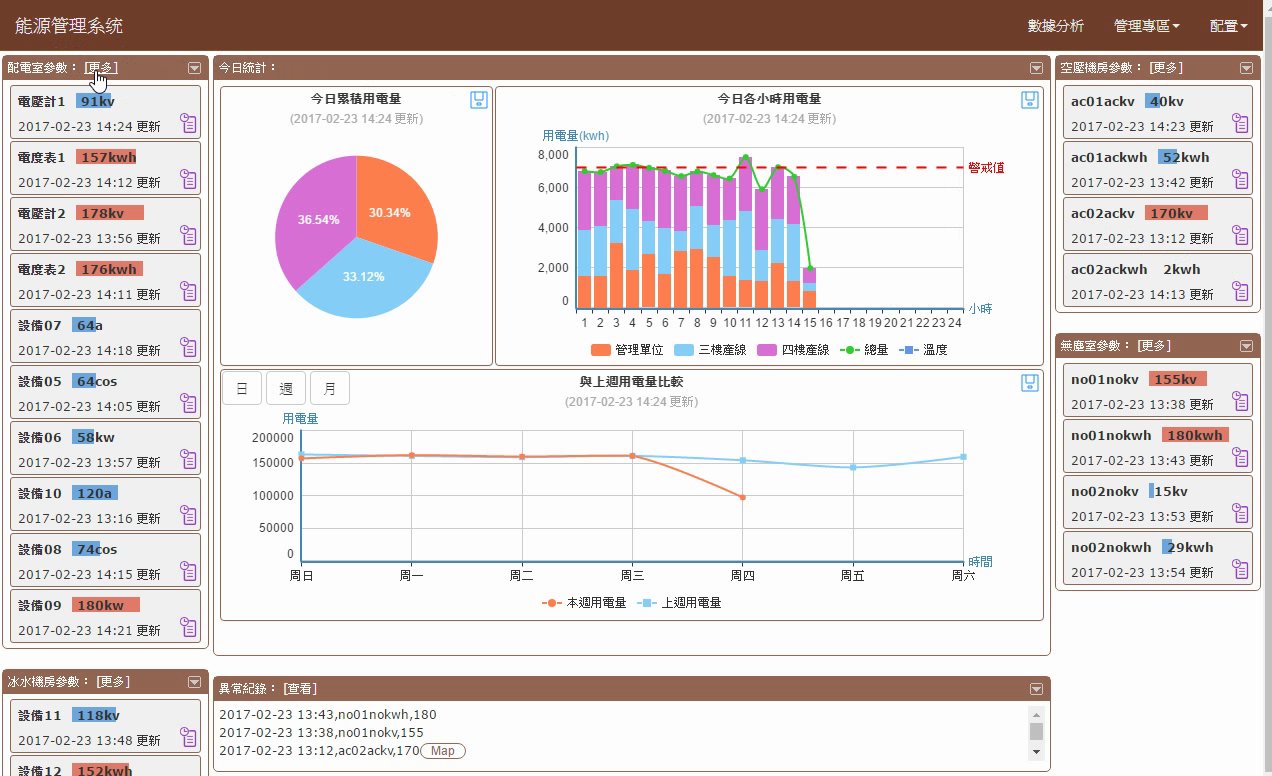 能源管理系統
數據分析 管理專區 配置
配電室參數： [更多]
電壓計1 91kv
2017-02-23 14:24 更新
電度表1 157kwh
2017-02-23 14:12 更新
電壓計2 178kv
2017-02-23 13:56 更新
電度表2 176kwh
2017-02-23 14:11 更新
設備07 64a
2017-02-23 14:18 更新
設備05 64cos
2017-02-23 14:05 更新
設備06 58kw
2017-02-23 13:57 更新
設備10 120a
2017-02-23 13:16 更新
設備08 74cos
2017-02-23 14:15 更新
設備09 180kw
2017-02-23 14:21 更新
冰水機房參數： [更多]
設備11 118kv
2017-02-23 13:48 更新
設備12 152kwh
今日統計：
今日累積用電量
(2017-02-23 14:24 更新)
36.54%
30.34%
33.12%
今日各小時用電量
(2017-02-23 14:24 更新)
用電量(kwh)
8,000
警戒值
6,000
4,000
2,000
0
小時
1 2 3 4 5 6 7 8 9 10 11 12 13 14 15 16 17 18 19 20 21 22 23 24
管理單位 三樓產線 四樓產線 總量 溫度
日 週 月
與上週用電量比較
(2017-02-23 14:24 更新)
用電量
200000
150000
100000
50000
0
時間
周日 周一 周二 周三 周四 周五 周六
本週用電量 上週用電量
異常紀錄： [查看]
2017-02-23 13:43,no01nokwh,180
2017-02-23 13:38,no01nokv,155
2017-02-23 13:12,ac02ackv,170 Map
空壓機房參數： [更多]
ac01ackv 40kv
2017-02-23 14:23 更新
ac01ackwh 52kwh
2017-02-23 13:42 更新
ac02ackv 170kv
2017-02-23 13:12 更新
ac02ackwh 2kwh
2017-02-23 14:13 更新
無塵室參數： [更多]
no01nokv 155kv
2017-02-23 13:38 更新
no01nokwh 180kwh
2017-02-23 13:43 更新
no02nokv 15kv
2017-02-23 13:53 更新
no02nokwh 29kwh
2017-02-23 13:54 更新